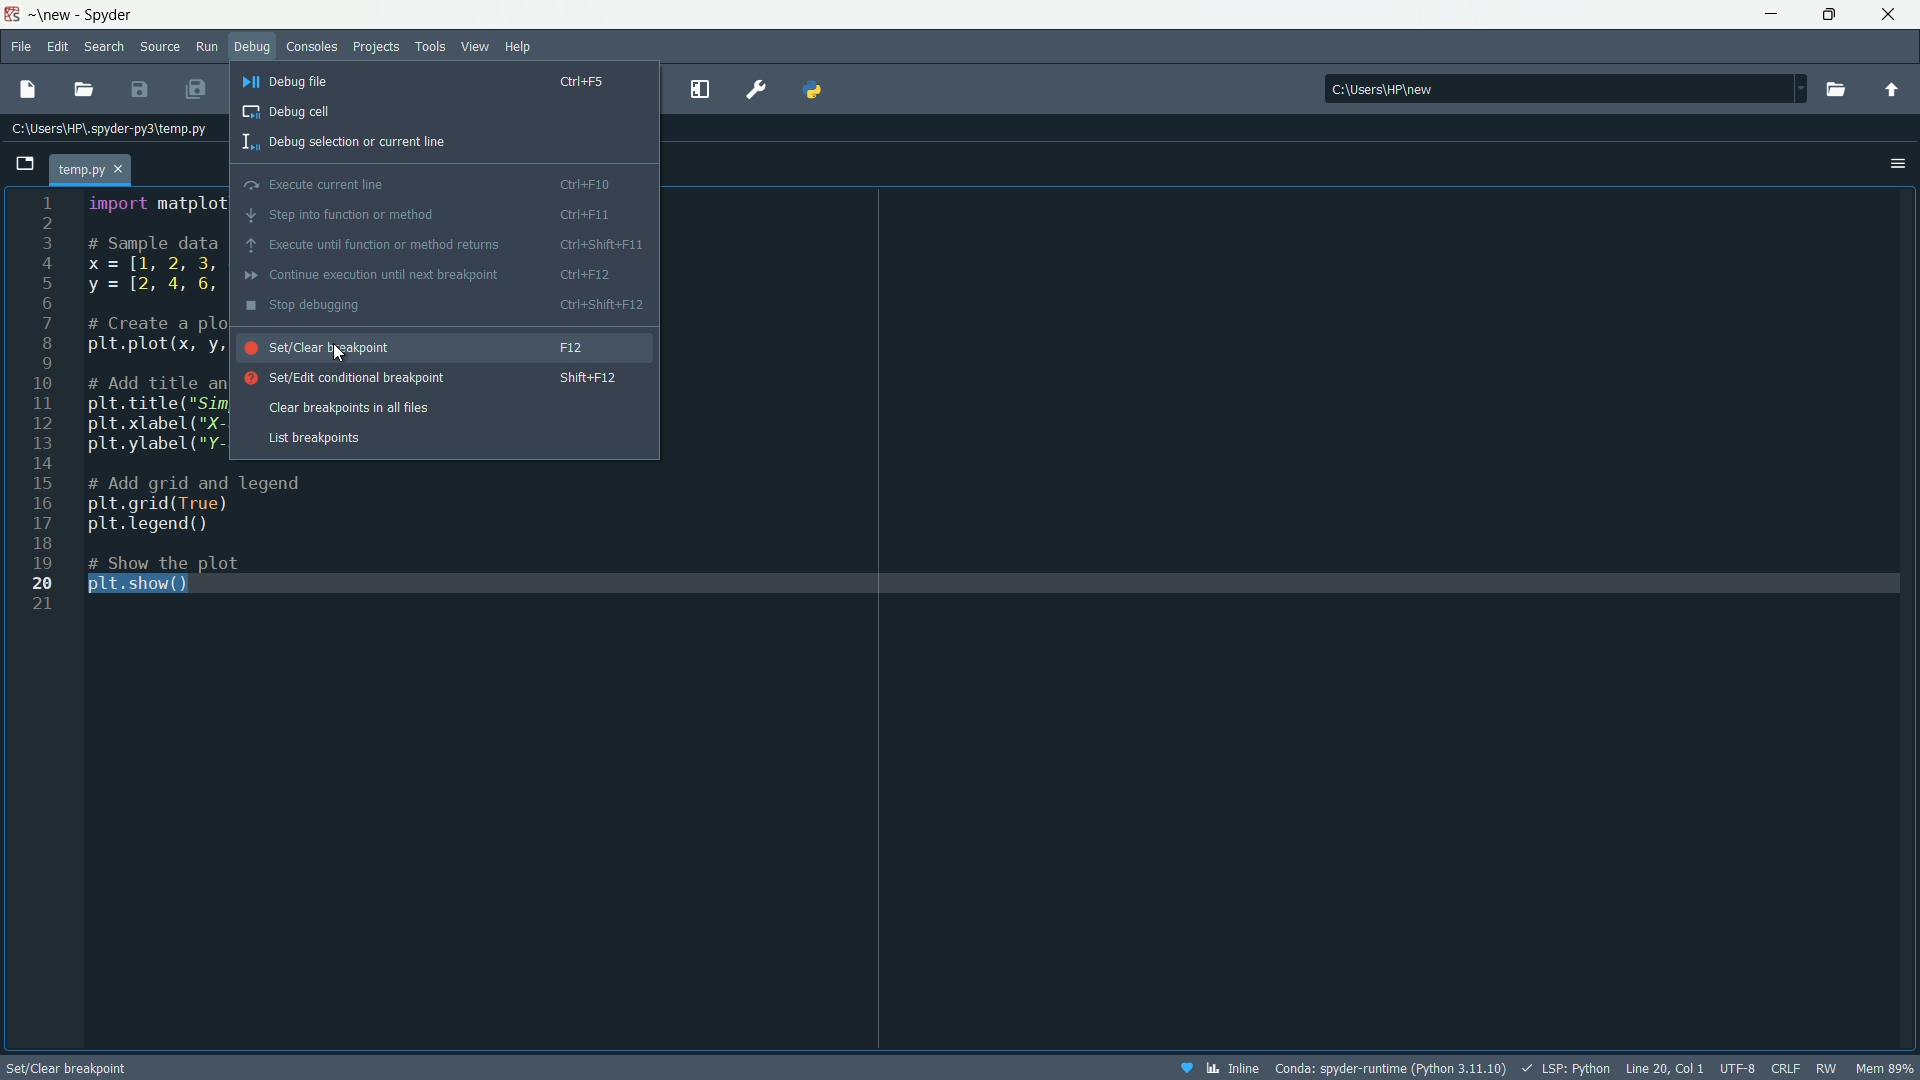 ~\new - Spyder
File Edit Search Source Run Debug Consoles Projects Tools View Help
C:\Users\HP\new
C:\Users\HP\.spyder-py3\temp.py
temp.py
Debug file Ctrl+F5
Debug cell
Debug selection or current line
Execute current line Ctrl+F10
Step into function or method Ctrl+F11
Execute until function or method returns Ctrl+Shift+F11
Continue execution until next breakpoint Ctrl+F12
Stop debugging Ctrl+Shift+F12
Set/Clear breakpoint F12
Set/Edit conditional breakpoint Shift+F12
Clear breakpoints in all files
List breakpoints
1 import matplot
2
3 # Sample data
4 x = [1, 2, 3,
5 y = [2, 4, 6,
6
7 # Create a plo
8 plt.plot(x, y,
9
10 # Add title an
11 plt.title("Sim
12 plt.xlabel("X-
13 plt.ylabel("Y-
14
15 # Add grid and legend
16 plt.grid(True)
17 plt.legend()
18
19 # Show the plot
20 plt.show()
21
Set/Clear breakpoint Inline Conda: spyder-runtime (Python 3.11.10) LSP: Python Line 20, Col 1 UTF-8 CRLF RW Mem 89%